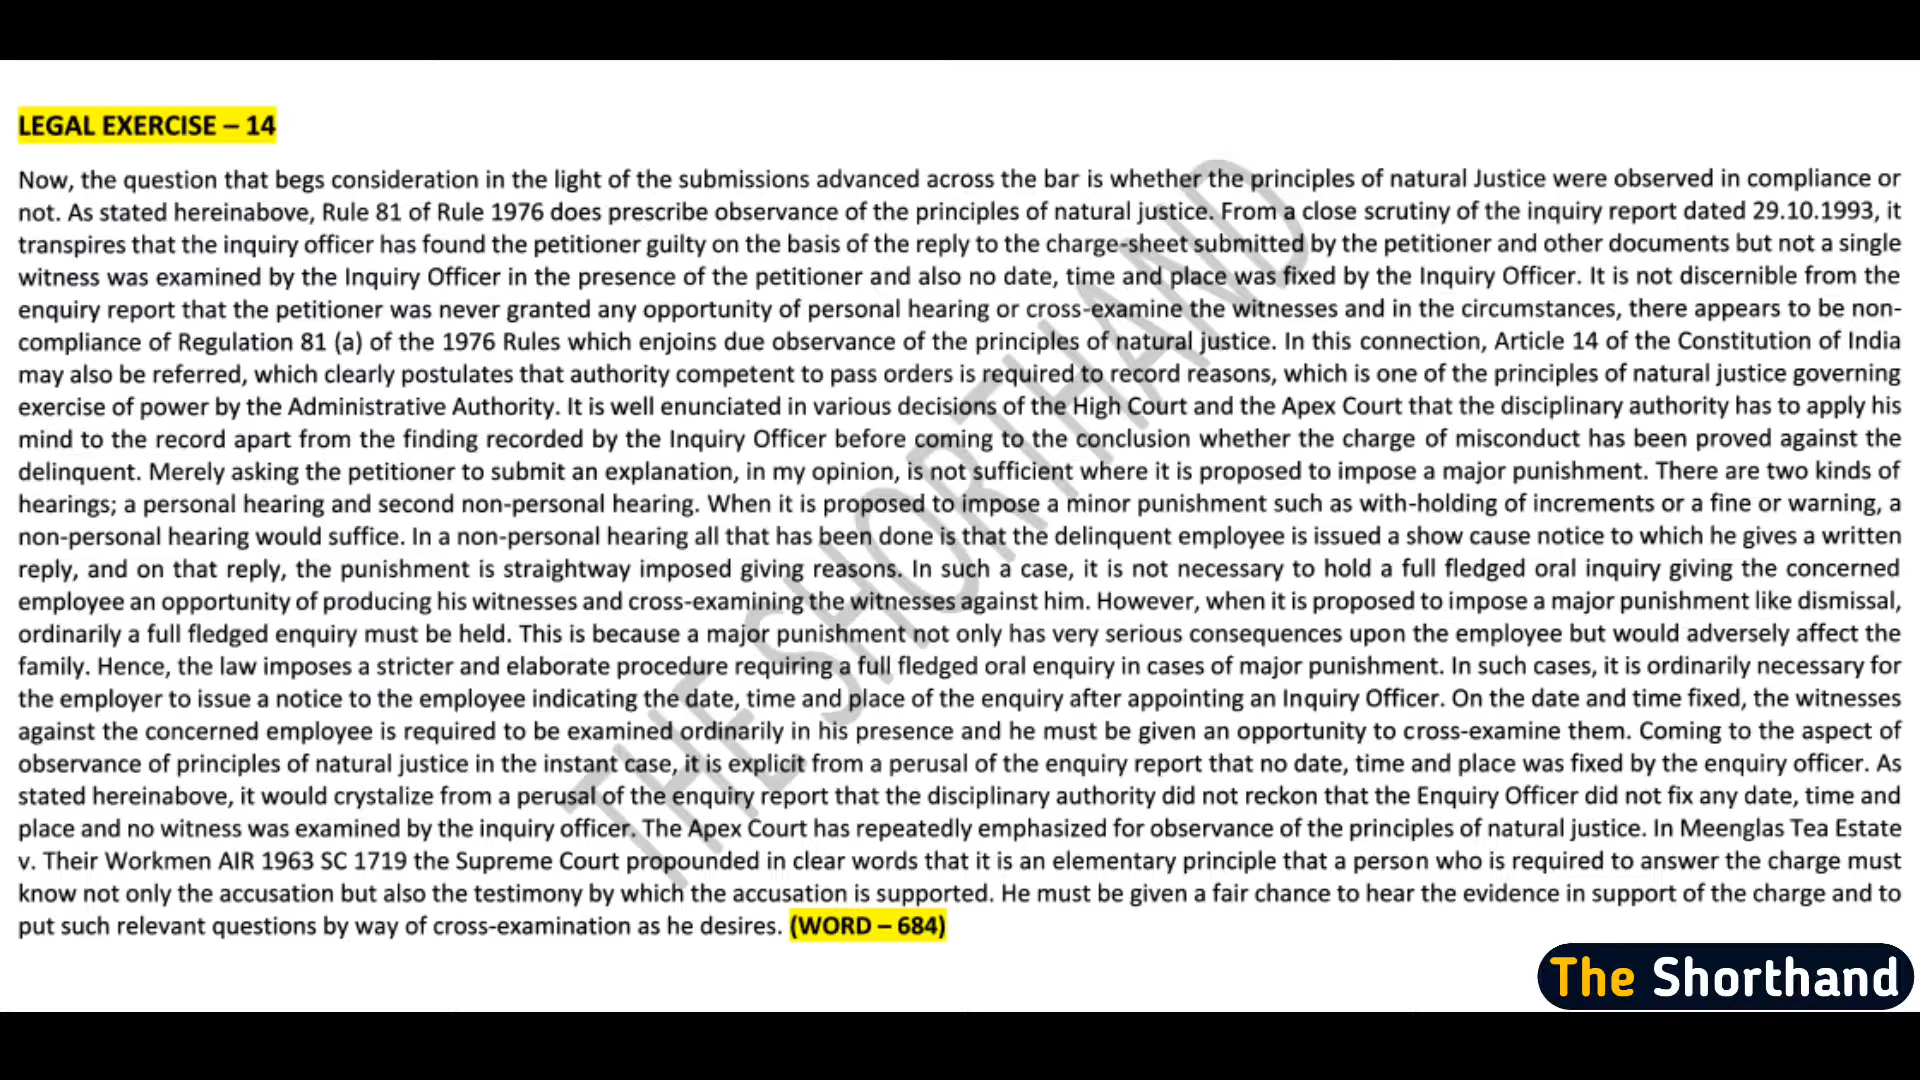 LEGAL EXERCISE – 14
Now, the question that begs consideration in the light of the submissions advanced across the bar is whether the principles of natural Justice were observed in compliance or
not. As stated hereinabove, Rule 81 of Rule 1976 does prescribe observance of the principles of natural justice. From a close scrutiny of the inquiry report dated 29.10.1993, it
transpires that the inquiry officer has found the petitioner guilty on the basis of the reply to the charge-sheet submitted by the petitioner and other documents but not a single
witness was examined by the Inquiry Officer in the presence of the petitioner and also no date, time and place was fixed by the Inquiry Officer. It is not discernible from the
enquiry report that the petitioner was never granted any opportunity of personal hearing or cross-examine the witnesses and in the circumstances, there appears to be non-
compliance of Regulation 81 (a) of the 1976 Rules which enjoins due observance of the principles of natural justice. In this connection, Article 14 of the Constitution of India
may also be referred, which clearly postulates that authority competent to pass orders is required to record reasons, which is one of the principles of natural justice governing
exercise of power by the Administrative Authority. It is well enunciated in various decisions of the High Court and the Apex Court that the disciplinary authority has to apply his
mind to the record apart from the finding recorded by the Inquiry Officer before coming to the conclusion whether the charge of misconduct has been proved against the
delinquent. Merely asking the petitioner to submit an explanation, in my opinion, is not sufficient where it is proposed to impose a major punishment. There are two kinds of
hearings; a personal hearing and second non-personal hearing. When it is proposed to impose a minor punishment such as with-holding of increments or a fine or warning, a
non-personal hearing would suffice. In a non-personal hearing all that has been done is that the delinquent employee is issued a show cause notice to which he gives a written
reply, and on that reply, the punishment is straightway imposed giving reasons. In such a case, it is not necessary to hold a full fledged oral inquiry giving the concerned
employee an opportunity of producing his witnesses and cross-examining the witnesses against him. However, when it is proposed to impose a major punishment like dismissal,
ordinarily a full fledged enquiry must be held. This is because a major punishment not only has very serious consequences upon the employee but would adversely affect the
family. Hence, the law imposes a stricter and elaborate procedure requiring a full fledged oral enquiry in cases of major punishment. In such cases, it is ordinarily necessary for
the employer to issue a notice to the employee indicating the date, time and place of the enquiry after appointing an Inquiry Officer. On the date and time fixed, the witnesses
against the concerned employee is required to be examined ordinarily in his presence and he must be given an opportunity to cross-examine them. Coming to the aspect of
observance of principles of natural justice in the instant case, it is explicit from a perusal of the enquiry report that no date, time and place was fixed by the enquiry officer. As
stated hereinabove, it would crystalize from a perusal of the enquiry report that the disciplinary authority did not reckon that the Enquiry Officer did not fix any date, time and
place and no witness was examined by the inquiry officer. The Apex Court has repeatedly emphasized for observance of the principles of natural justice. In Meenglas Tea Estate
v. Their Workmen AIR 1963 SC 1719 the Supreme Court propounded in clear words that it is an elementary principle that a person who is required to answer the charge must
know not only the accusation but also the testimony by which the accusation is supported. He must be given a fair chance to hear the evidence in support of the charge and to
put such relevant questions by way of cross-examination as he desires. (WORD – 684)
THE SHORTHAND
The Shorthand